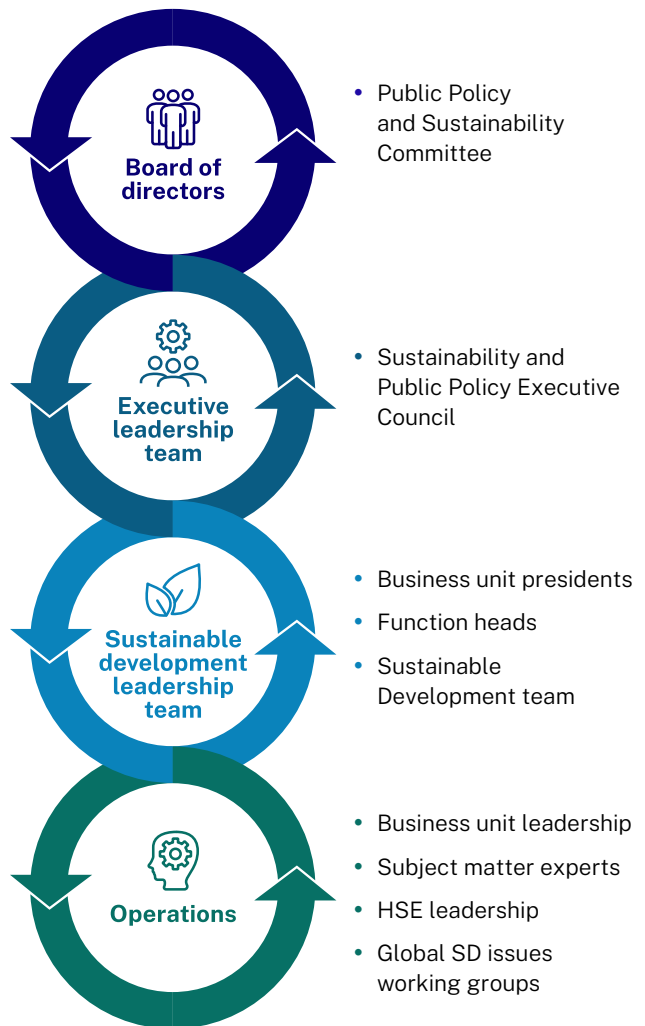 Board of
directors
• Public Policy
and Sustainability
Committee
Executive
leadership
team
• Sustainability and
Public Policy Executive
Council
Sustainable
development
leadership
team
• Business unit presidents
• Function heads
• Sustainable
Development team
Operations
• Business unit leadership
• Subject matter experts
• HSE leadership
• Global SD issues
working groups